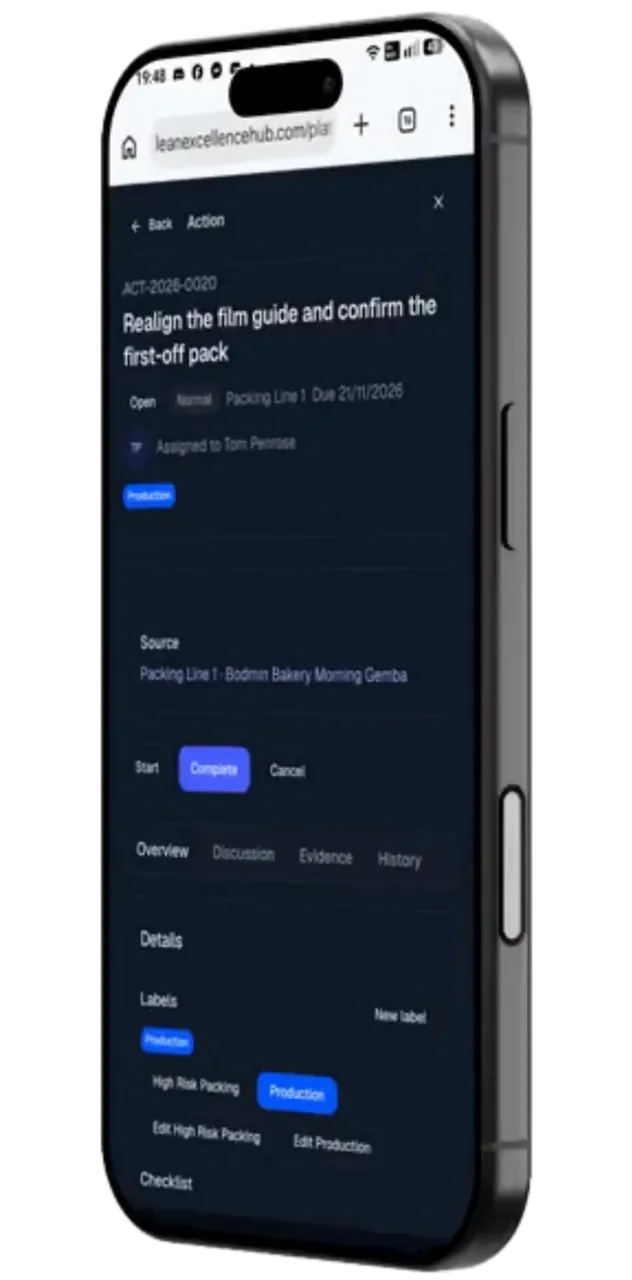 19:48
leanexcellencehub.com/pla
← Back Action ×
ACT-2026-0020
Realign the film guide and confirm the
first-off pack
Open Normal Packing Line 1 Due 21/11/2026
TP Assigned to Tom Penrose
Production
Source
Packing Line 1 · Bodmin Bakery Morning Gemba
Start Complete Cancel
Overview Discussion Evidence History
Details
Labels New label
Production
High Risk Packing Production
Edit High Risk Packing Edit Production
Checklist